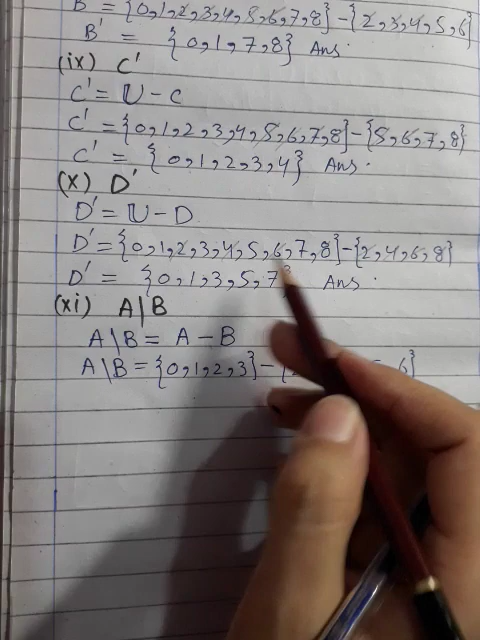 B = {0,1,2,3,4,5,6,7,8} - {2,3,4,5,6}
B' = {0,1,7,8} Ans.
(ix) C'
C' = U - C
C' = {0,1,2,3,4,5,6,7,8} - {5,6,7,8}
C' = {0,1,2,3,4} Ans.
(X) D'
D' = U - D
D' = {0,1,2,3,4,5,6,7,8} - {2,4,6,8}
D' = {0,1,3,5,7} Ans.
(xi) A|B
A\B = A - B
A\B = {0,1,2,3} - { 6}